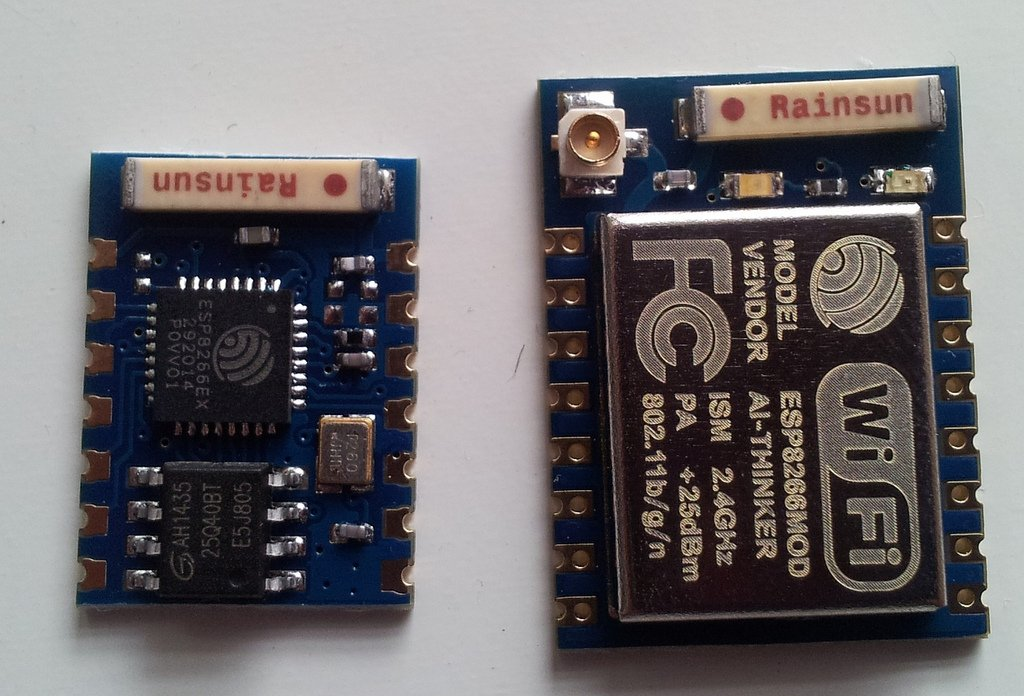 Rainsun
ESP8266EX
292014
P0VV01
AH1435
25Q40BT
E5J805
Rainsun
WiFi
FC
MODEL ESP8266MOD
VENDOR AI-THINKER
ISM 2.4GHz
PA +25dBm
802.11b/g/n